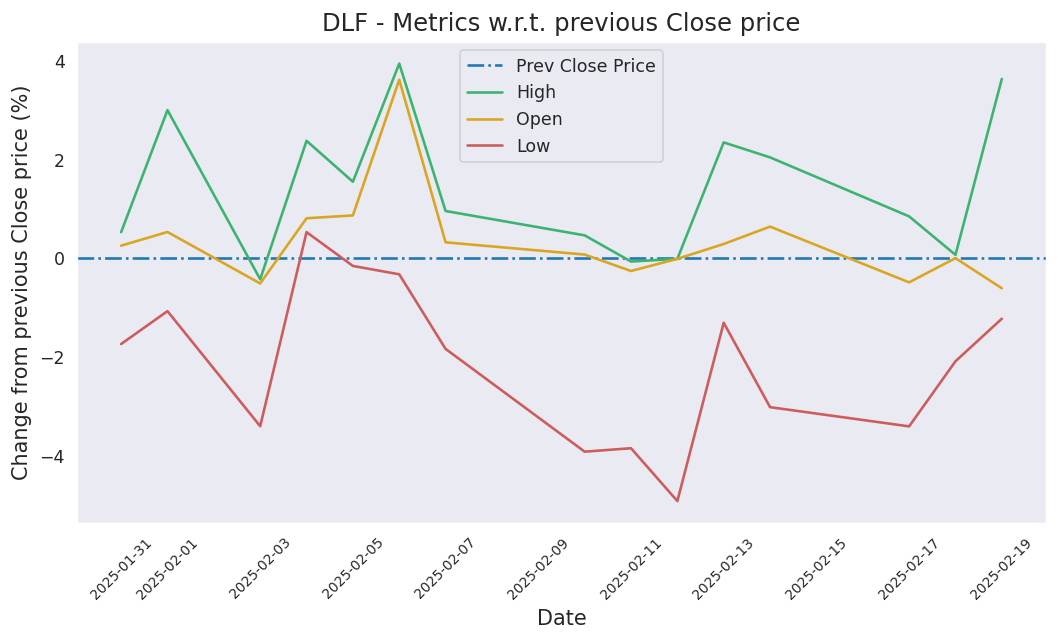 DLF - Metrics w.r.t. previous Close price
Prev Close Price
High
Open
Low
Change from previous Close price (%)
4
2
0
−2
−4
2025-01-31
2025-02-01
2025-02-03
2025-02-05
2025-02-07
2025-02-09
2025-02-11
2025-02-13
2025-02-15
2025-02-17
2025-02-19
Date